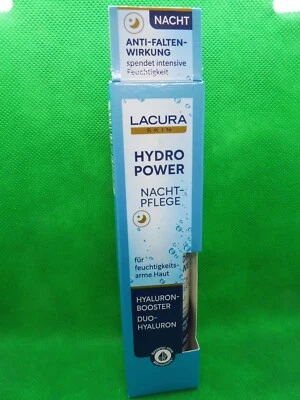 NACHT
ANTI-FALTEN-
WIRKUNG
spendet intensive
Feuchtigkeit
LACURA
SKIN
HYDRO
POWER
NACHT-
PFLEGE
für
feuchtigkeits-
arme Haut
HYALURON-
BOOSTER
DUO-
HYALURON